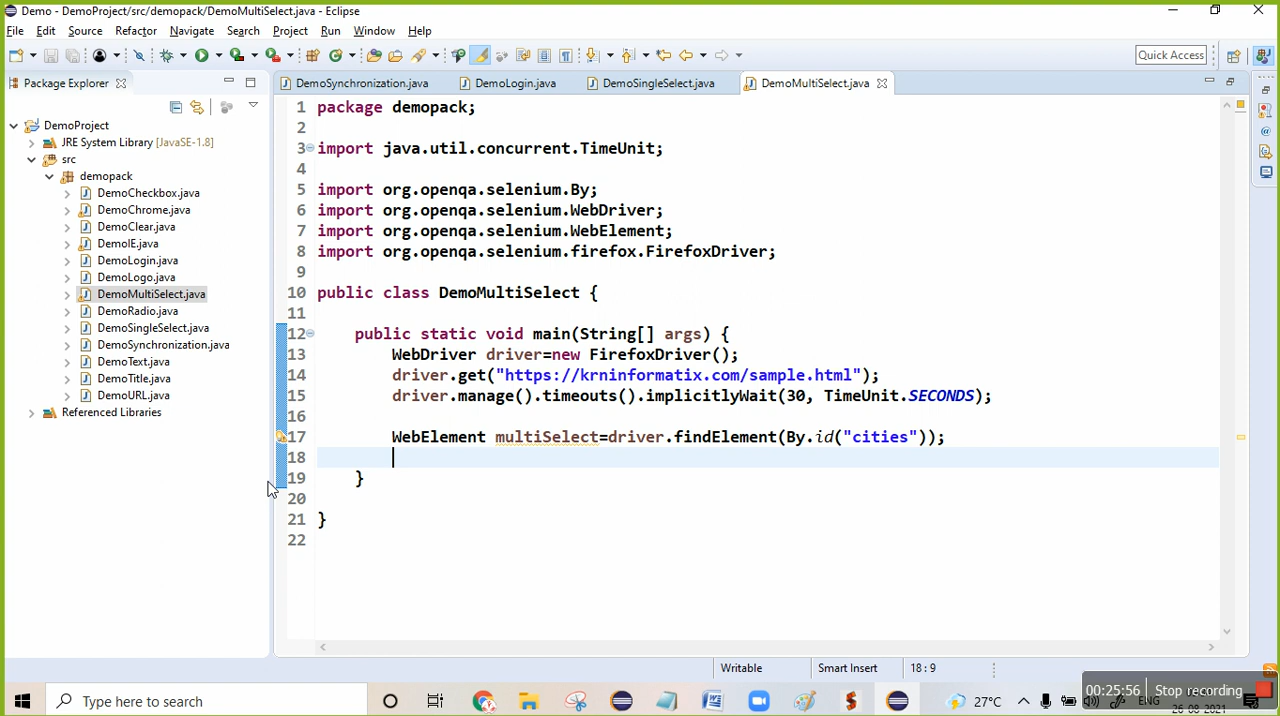 Demo - DemoProject/src/demopack/DemoMultiSelect.java - Eclipse
File Edit Source Refactor Navigate Search Project Run Window Help
Quick Access
Package Explorer
DemoSynchronization.java DemoLogin.java DemoSingleSelect.java DemoMultiSelect.java
DemoProject
JRE System Library [JavaSE-1.8]
src
demopack
DemoCheckbox.java
DemoChrome.java
DemoClear.java
DemoIE.java
DemoLogin.java
DemoLogo.java
DemoMultiSelect.java
DemoRadio.java
DemoSingleSelect.java
DemoSynchronization.java
DemoText.java
DemoTitle.java
DemoURL.java
Referenced Libraries
1 package demopack;
2
3 import java.util.concurrent.TimeUnit;
4
5 import org.openqa.selenium.By;
6 import org.openqa.selenium.WebDriver;
7 import org.openqa.selenium.WebElement;
8 import org.openqa.selenium.firefox.FirefoxDriver;
9
10 public class DemoMultiSelect {
11
12 public static void main(String[] args) {
13 WebDriver driver=new FirefoxDriver();
14 driver.get("https://krninformatix.com/sample.html");
15 driver.manage().timeouts().implicitlyWait(30, TimeUnit.SECONDS);
16
17 WebElement multiSelect=driver.findElement(By.id("cities"));
18
19 }
20
21 }
22
Writable Smart Insert 18 : 9
00:25:56 Stop recording
Type here to search
27°C ENG
26-08-2021